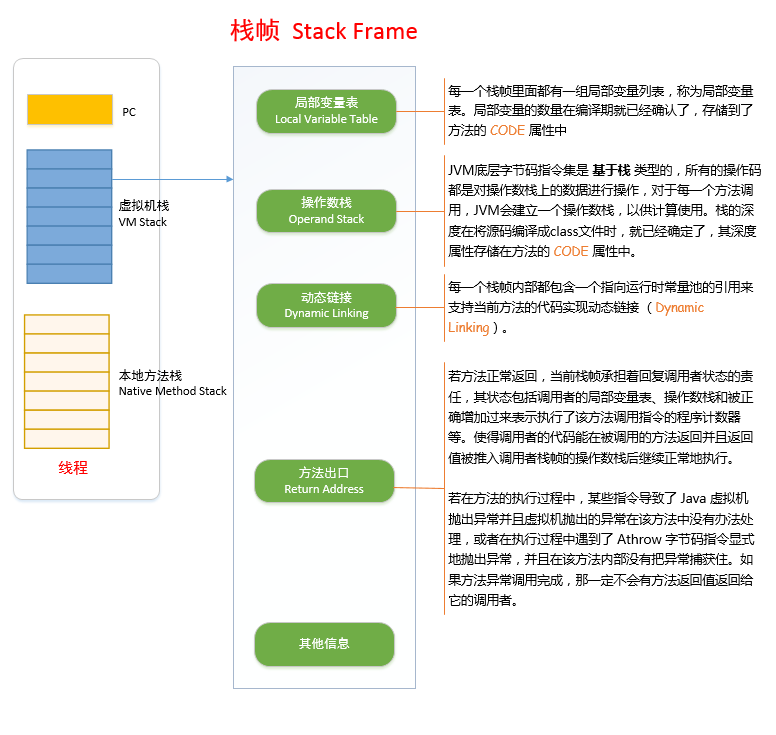 栈帧 Stack Frame
PC
虚拟机栈
VM Stack
本地方法栈
Native Method Stack
线程
局部变量表
Local Variable Table
每一个栈帧里面都有一组局部变量列表，称为局部变量
表。局部变量的数量在编译期就已经确认了，存储到了
方法的 CODE 属性中
操作数栈
Operand Stack
JVM底层字节码指令集是 基于栈 类型的，所有的操作码
都是对操作数栈上的数据进行操作，对于每一个方法调
用，JVM会建立一个操作数栈，以供计算使用。栈的深
度在将源码编译成class文件时，就已经确定了，其深度
属性存储在方法的 CODE 属性中。
动态链接
Dynamic Linking
每一个栈帧内部都包含一个指向运行时常量池的引用来
支持当前方法的代码实现动态链接 （Dynamic
Linking）。
方法出口
Return Address
若方法正常返回，当前栈帧承担着回复调用者状态的责
任，其状态包括调用者的局部变量表、操作数栈和被正
确增加过来表示执行了该方法调用指令的程序计数器
等。使得调用者的代码能在被调用的方法返回并且返回
值被推入调用者栈帧的操作数栈后继续正常地执行。
若在方法的执行过程中，某些指令导致了 Java 虚拟机
抛出异常并且虚拟机抛出的异常在该方法中没有办法处
理，或者在执行过程中遇到了 Athrow 字节码指令显式
地抛出异常，并且在该方法内部没有把异常捕获住。如
果方法异常调用完成，那一定不会有方法返回值返回给
它的调用者。
其他信息